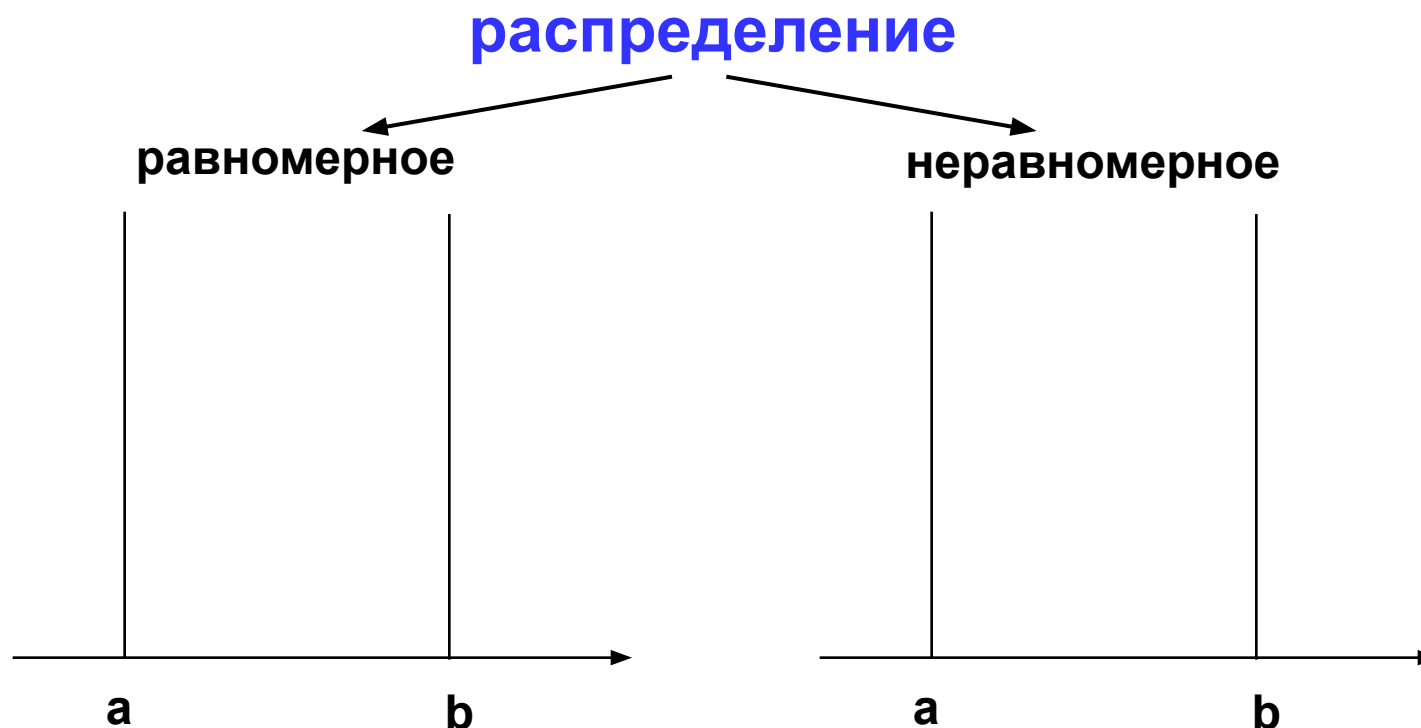 распределение
равномерное
неравномерное
a b a b